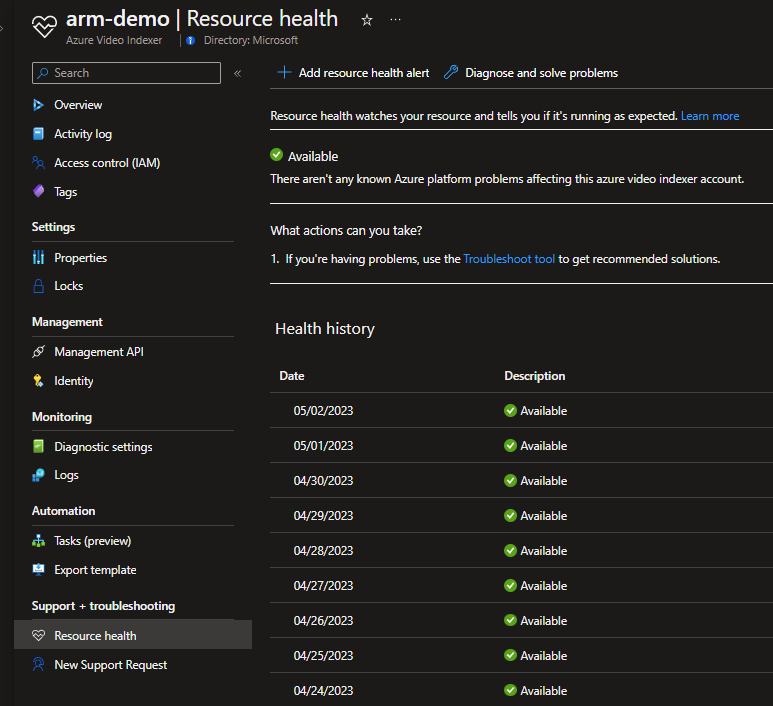 arm-demo | Resource health
Azure Video Indexer
Directory: Microsoft
Search
Overview
Activity log
Access control (IAM)
Tags
Settings
Properties
Locks
Management
Management API
Identity
Monitoring
Diagnostic settings
Logs
Automation
Tasks (preview)
Export template
Support + troubleshooting
Resource health
New Support Request
Add resource health alert
Diagnose and solve problems
Resource health watches your resource and tells you if it's running as expected. Learn more
Available
There aren't any known Azure platform problems affecting this azure video indexer account.
What actions can you take?
1. If you're having problems, use the Troubleshoot tool to get recommended solutions.
Health history
Date Description
05/02/2023 Available
05/01/2023 Available
04/30/2023 Available
04/29/2023 Available
04/28/2023 Available
04/27/2023 Available
04/26/2023 Available
04/25/2023 Available
04/24/2023 Available